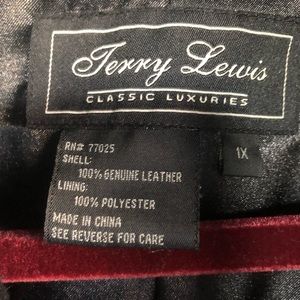 Terry Lewis
CLASSIC LUXURIES
1X
RN# 77025
SHELL:
100% GENUINE LEATHER
LINING:
100% POLYESTER
MADE IN CHINA
SEE REVERSE FOR CARE